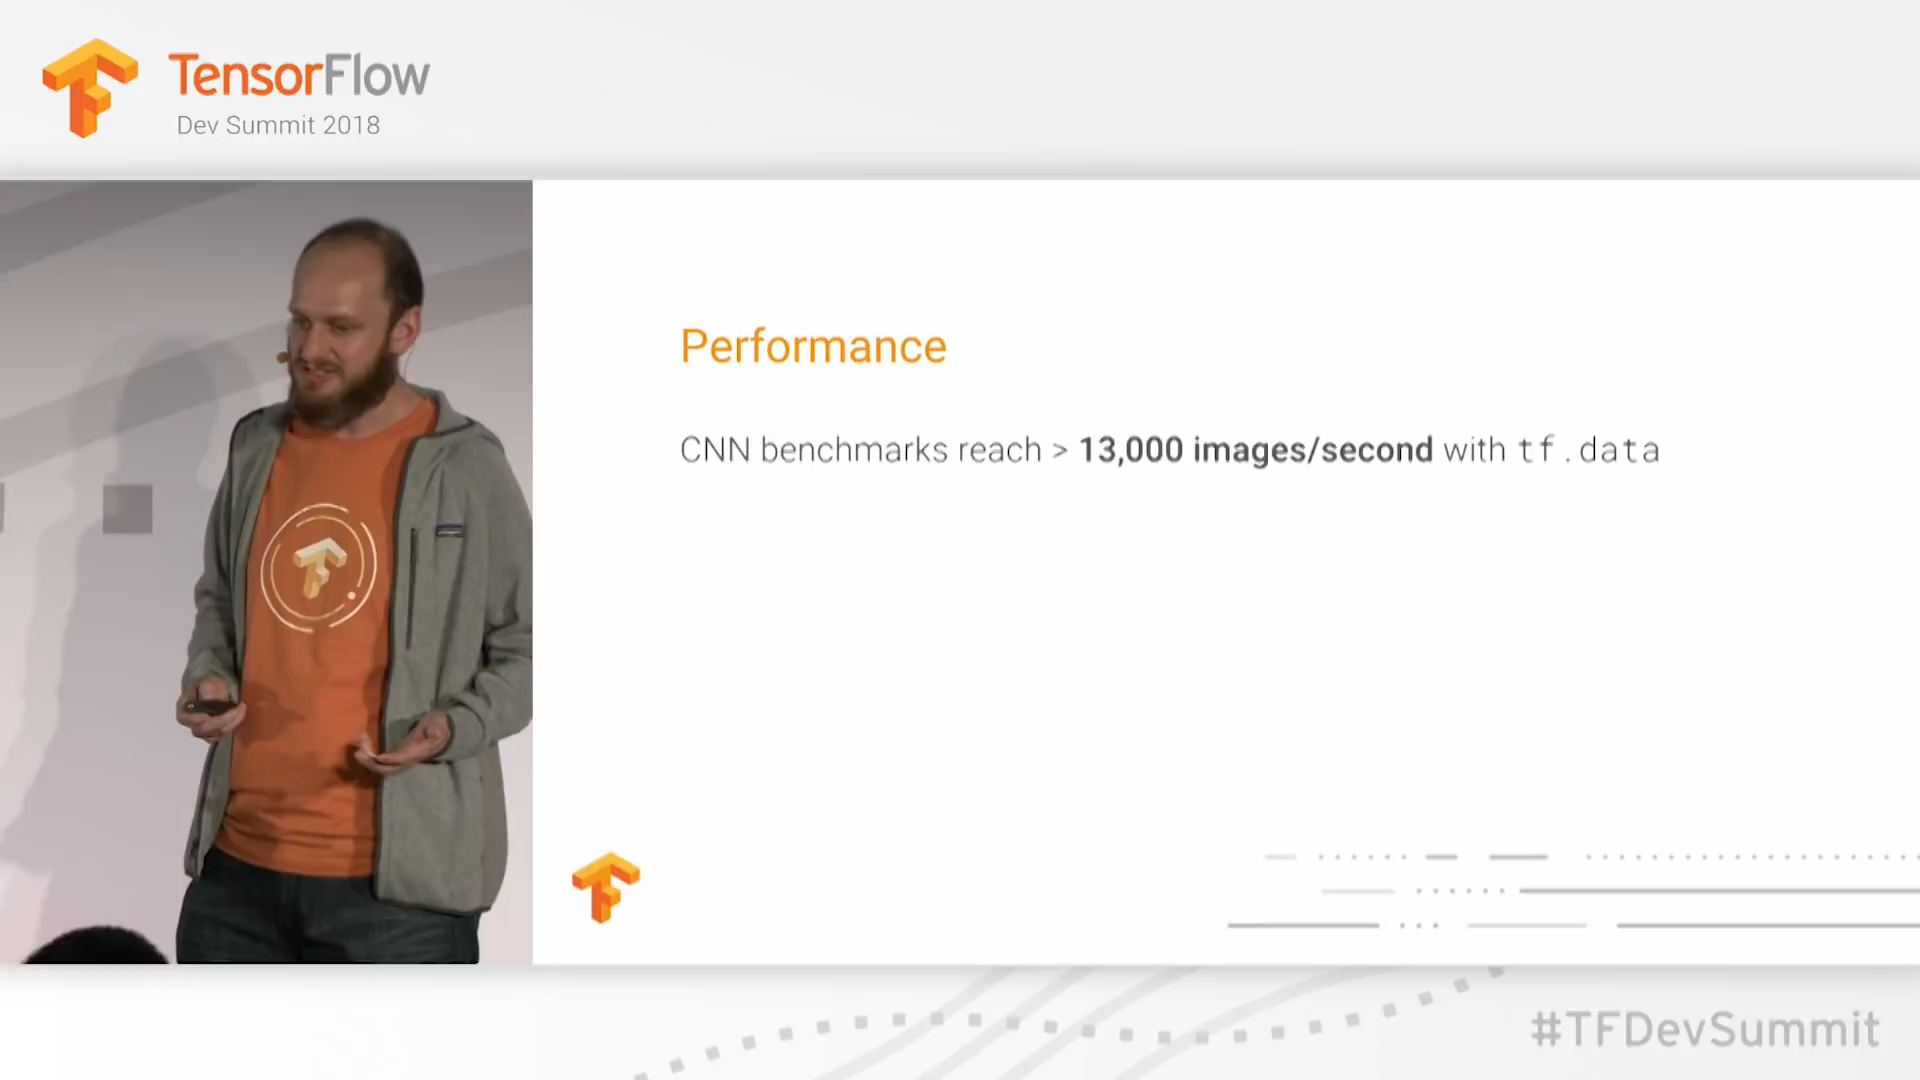 TensorFlow
Dev Summit 2018
Performance
CNN benchmarks reach > 13,000 images/second with tf.data
#TFDevSummit